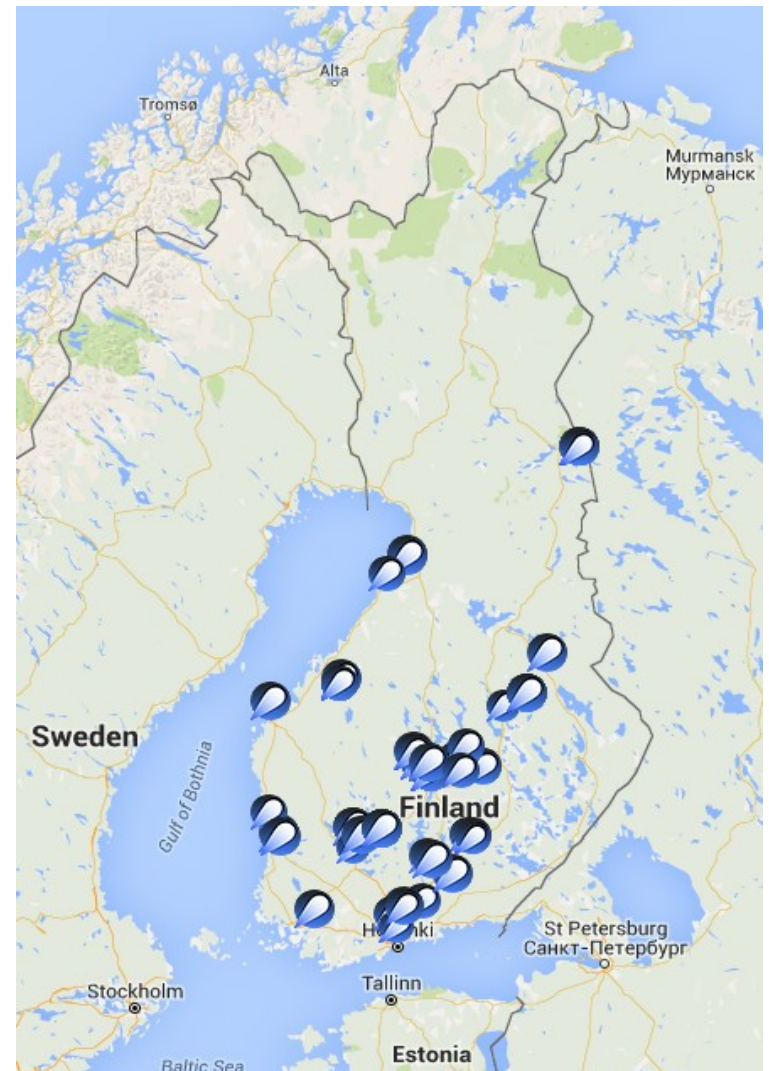 Alta
Tromsø
Murmansk
Мурманск
Sweden
Gulf of Bothnia
Finland
St Petersburg
Санкт-Петербург
Tallinn
Stockholm
Estonia
Baltic Sea